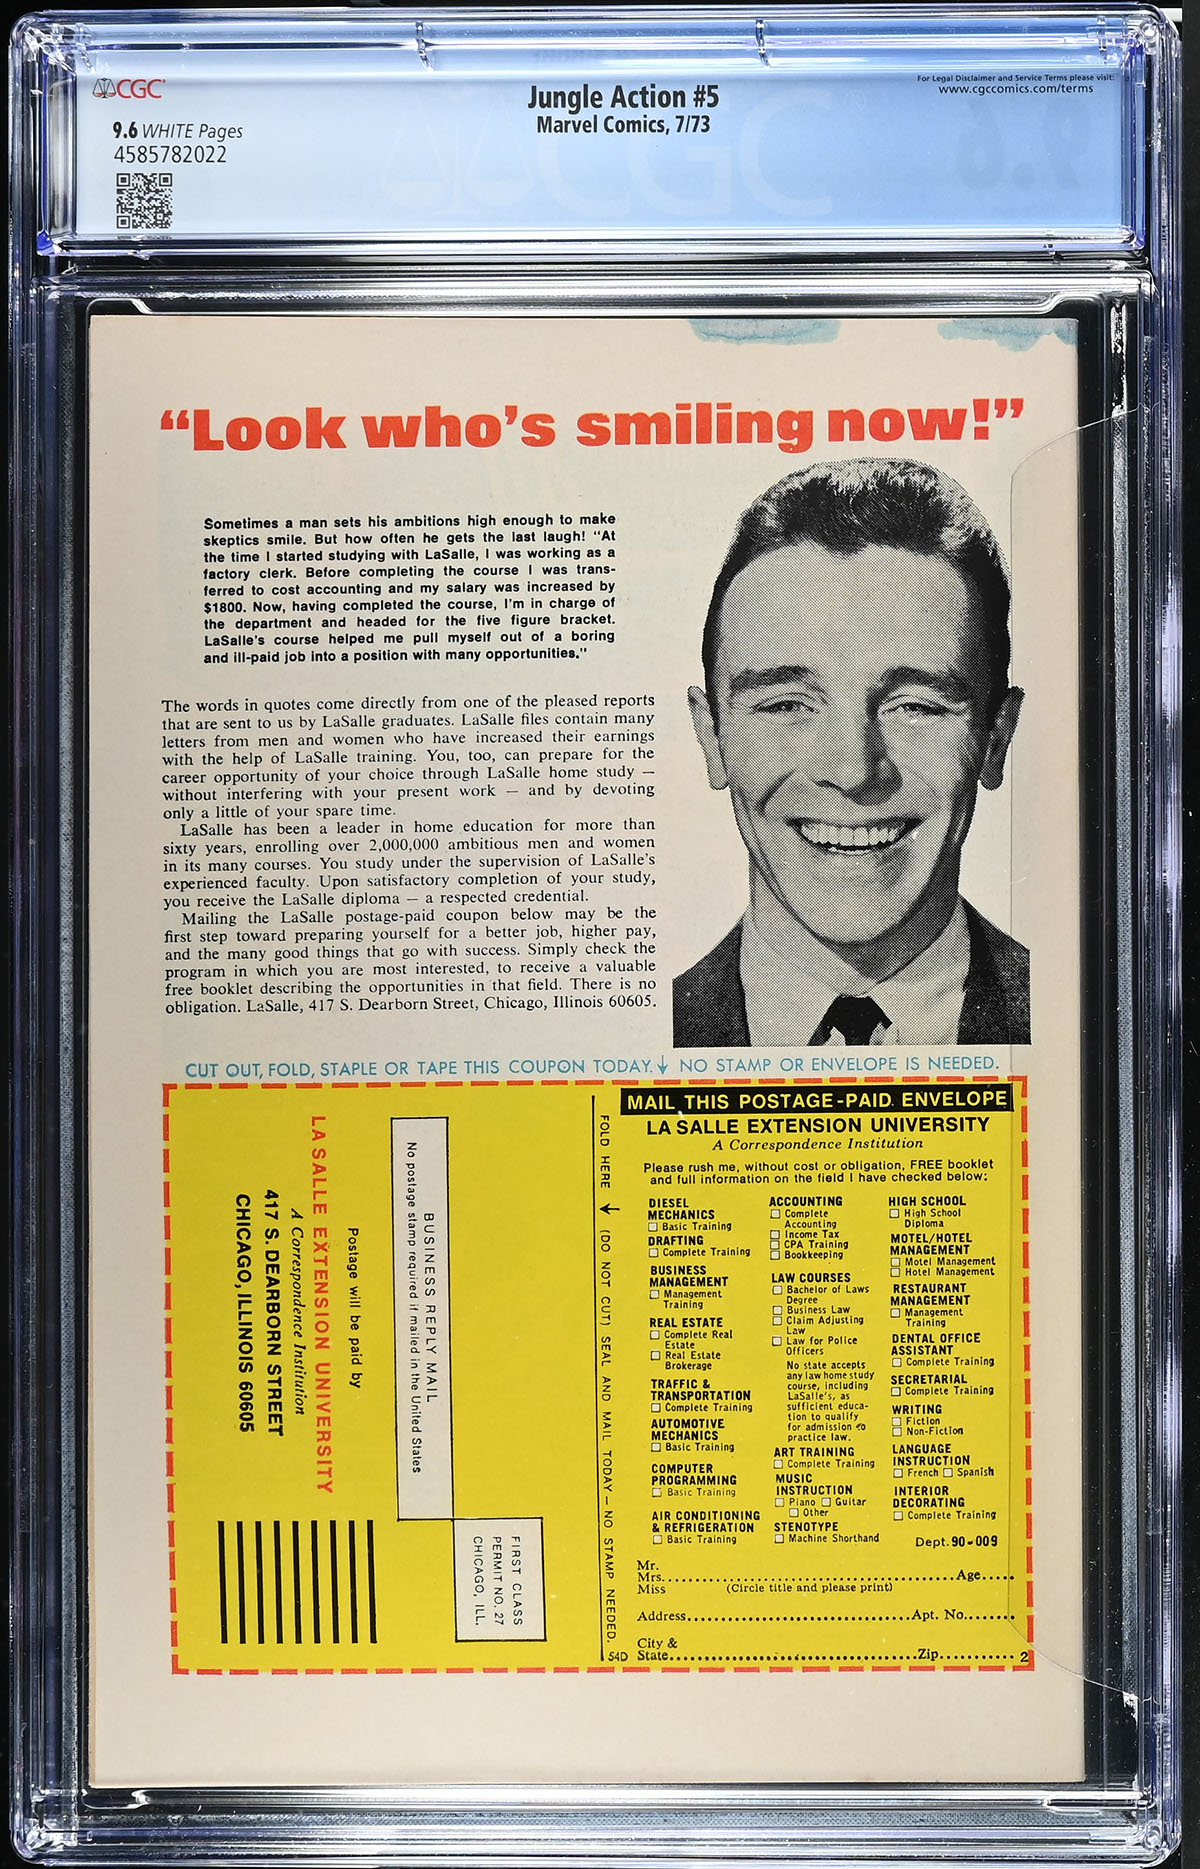 CGC
9.6 WHITE Pages
4585782022
Jungle Action #5
Marvel Comics, 7/73
For Legal Disclaimer and Service Terms please visit:
www.cgccomics.com/terms
“Look who’s smiling now!”
Sometimes a man sets his ambitions high enough to make
skeptics smile. But how often he gets the last laugh! “At
the time I started studying with LaSalle, I was working as a
factory clerk. Before completing the course I was trans-
ferred to cost accounting and my salary was increased by
$1800. Now, having completed the course, I’m in charge of
the department and headed for the five figure bracket.
LaSalle’s course helped me pull myself out of a boring
and ill-paid job into a position with many opportunities.”
The words in quotes come directly from one of the pleased reports
that are sent to us by LaSalle graduates. LaSalle files contain many
letters from men and women who have increased their earnings
with the help of LaSalle training. You, too, can prepare for the
career opportunity of your choice through LaSalle home study —
without interfering with your present work — and by devoting
only a little of your spare time.
LaSalle has been a leader in home education for more than
sixty years, enrolling over 2,000,000 ambitious men and women
in its many courses. You study under the supervision of LaSalle’s
experienced faculty. Upon satisfactory completion of your study,
you receive the LaSalle diploma — a respected credential.
Mailing the LaSalle postage-paid coupon below may be the
first step toward preparing yourself for a better job, higher pay,
and the many good things that go with success. Simply check the
program in which you are most interested, to receive a valuable
free booklet describing the opportunities in that field. There is no
obligation. LaSalle, 417 S. Dearborn Street, Chicago, Illinois 60605.
CUT OUT, FOLD, STAPLE OR TAPE THIS COUPON TODAY.↓ NO STAMP OR ENVELOPE IS NEEDED.
BUSINESS REPLY MAIL
No postage stamp required if mailed in the United States
FIRST CLASS
PERMIT NO. 27
CHICAGO, ILL.
Postage will be paid by
LA SALLE EXTENSION UNIVERSITY
A Correspondence Institution
417 S. DEARBORN STREET
CHICAGO, ILLINOIS 60605
FOLD HERE ← (DO NOT CUT) SEAL AND MAIL TODAY — NO STAMP NEEDED.
54D
MAIL THIS POSTAGE-PAID ENVELOPE
LA SALLE EXTENSION UNIVERSITY
A Correspondence Institution
Please rush me, without cost or obligation, FREE booklet
and full information on the field I have checked below:
DIESEL
MECHANICS
☐ Basic Training
DRAFTING
☐ Complete Training
BUSINESS
MANAGEMENT
☐ Management
Training
REAL ESTATE
☐ Complete Real
Estate
☐ Real Estate
Brokerage
TRAFFIC &
TRANSPORTATION
☐ Complete Training
AUTOMOTIVE
MECHANICS
☐ Basic Training
COMPUTER
PROGRAMMING
☐ Basic Training
AIR CONDITIONING
& REFRIGERATION
☐ Basic Training
ACCOUNTING
☐ Complete
Accounting
☐ Income Tax
☐ CPA Training
☐ Bookkeeping
LAW COURSES
☐ Bachelor of Laws
Degree
☐ Business Law
☐ Claim Adjusting
Law
☐ Law for Police
Officers
No state accepts
any law home study
course, including
LaSalle’s, as
sufficient educa-
tion to qualify
for admission to
practice law.
ART TRAINING
☐ Complete Training
MUSIC
INSTRUCTION
☐ Piano ☐ Guitar
☐ Other
STENOTYPE
☐ Machine Shorthand
HIGH SCHOOL
☐ High School
Diploma
MOTEL/HOTEL
MANAGEMENT
☐ Motel Management
☐ Hotel Management
RESTAURANT
MANAGEMENT
☐ Management
Training
DENTAL OFFICE
ASSISTANT
☐ Complete Training
SECRETARIAL
☐ Complete Training
WRITING
☐ Fiction
☐ Non-Fiction
LANGUAGE
INSTRUCTION
☐ French ☐ Spanish
INTERIOR
DECORATING
☐ Complete Training
Dept. 90-009
Mr.
Mrs. Age
Miss (Circle title and please print)
Address Apt. No.
City &
State Zip 2